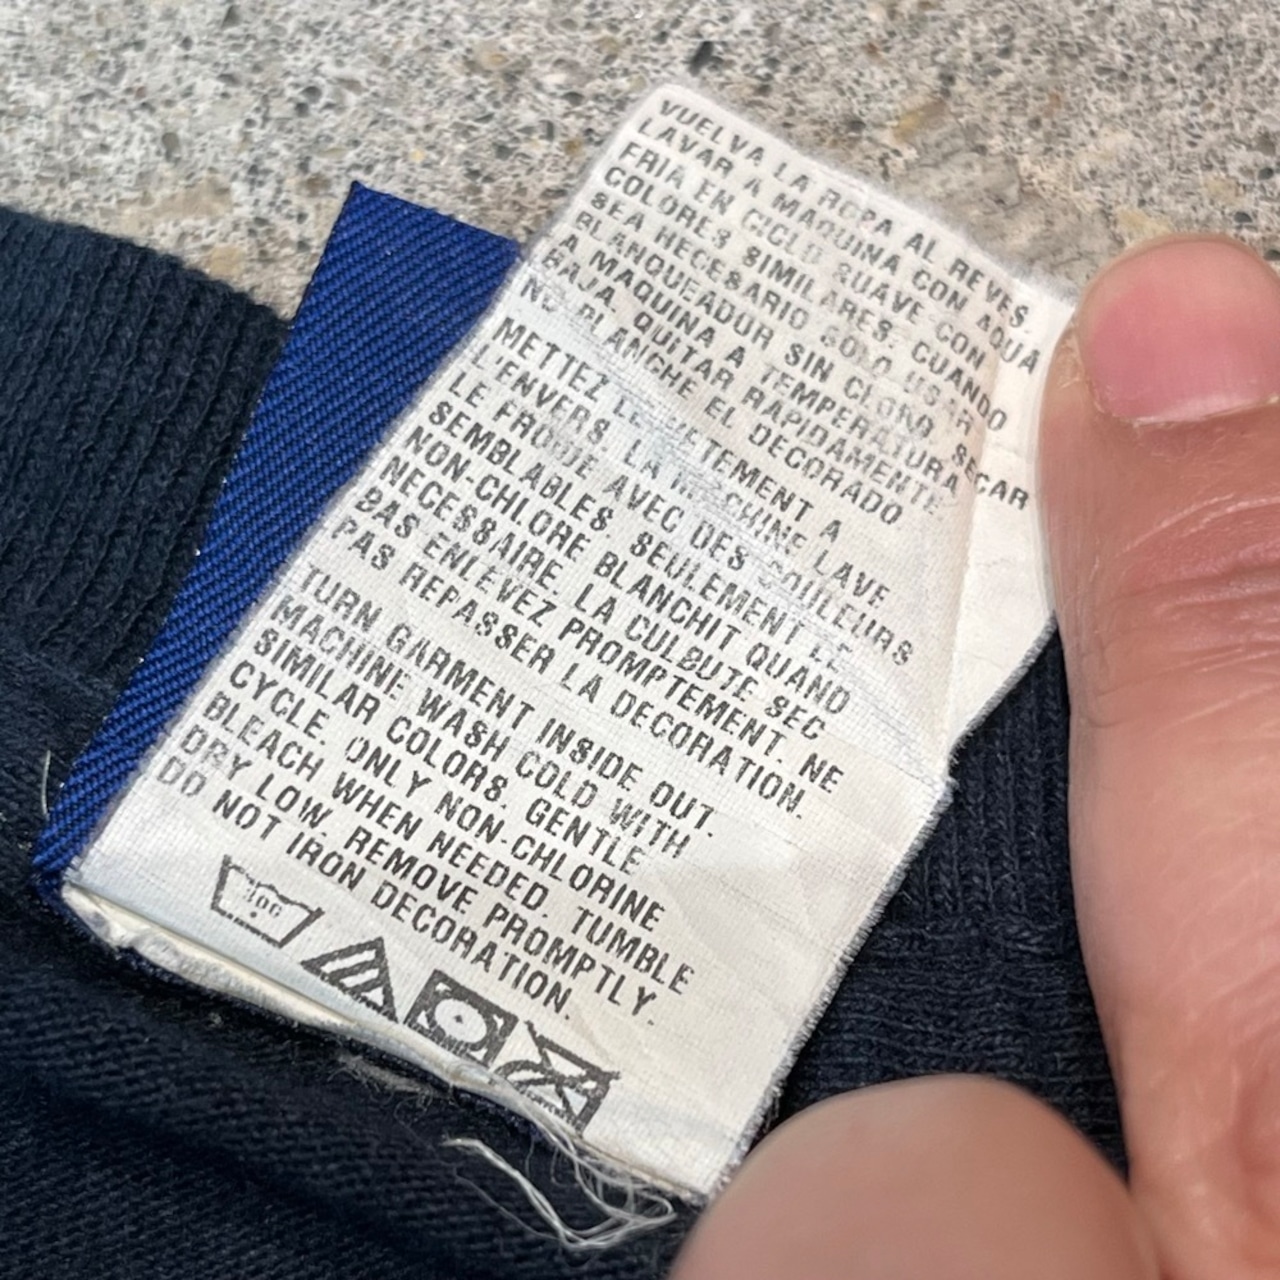 VUELVA LA ROPA AL REVES.
LAVAR A MAQUINA CON AQUA
FRIA EN CICLO SUAVE CON
COLORES SIMILARES. CUANDO
SEA NECESARIO SOLO USAR
BLANQUEADUR SIN CLORO SECAR
A MAQUINA A TEMPERATURA
BAJA. QUITAR RAPIDAMENTE
NO PLANCHE EL DECORADO
METTEZ LE VETEMENT A
L'ENVERS. LA MACHINE LAVE
LE FROIDE AVEC DES COULEURS
SEMBLABLES. SEULEMENT LE
NON-CHLORE BLANCHIT QUAND
NECESSAIRE. LA CULBUTE SEC
BAS ENLEVEZ PROMPTEMENT. NE
PAS REPASSER LA DECORATION.
TURN GARMENT INSIDE OUT.
MACHINE WASH COLD WITH
SIMILAR COLORS. GENTLE
CYCLE. ONLY NON-CHLORINE
BLEACH WHEN NEEDED. TUMBLE
DRY LOW. REMOVE PROMPTLY.
DO NOT IRON DECORATION.